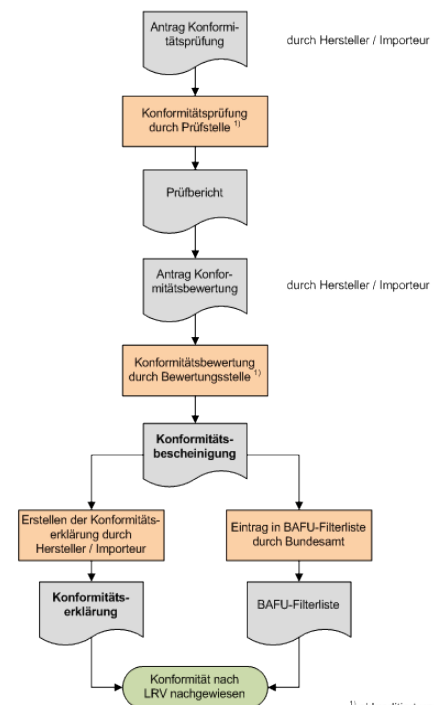 Antrag Konformi-
tätsprüfung
durch Hersteller / Importeur
Konformitätsprüfung
durch Prüfstelle 1)
Prüfbericht
Antrag Konfor-
mitätsbewertung
durch Hersteller / Importeur
Konformitätsbewertung
durch Bewertungsstelle 1)
Konformitäts-
bescheinigung
Erstellen der Konformitäts-
erklärung durch
Hersteller / Importeur
Eintrag in BAFU-Filterliste
durch Bundesamt
Konformitäts-
erklärung
BAFU-Filterliste
Konformität nach
LRV nachgewiesen
1)